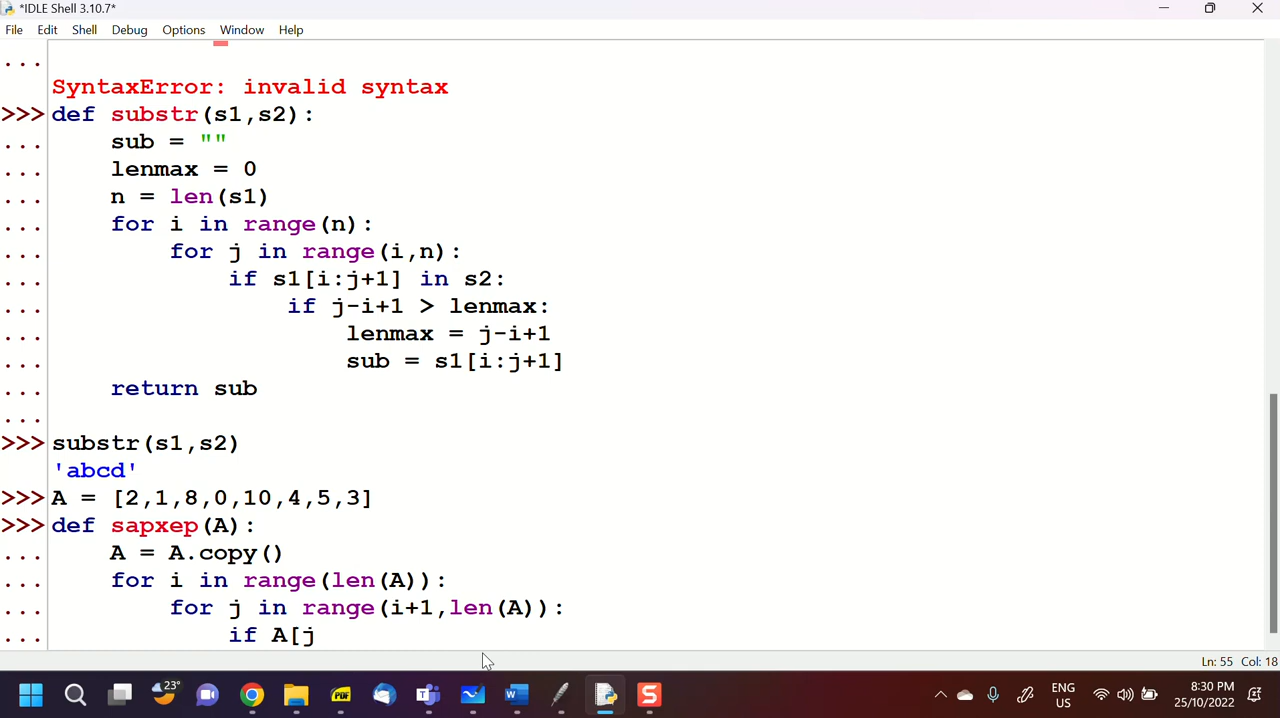 *IDLE Shell 3.10.7*
File Edit Shell Debug Options Window Help
...
SyntaxError: invalid syntax
>>> def substr(s1,s2):
...     sub = ""
...     lenmax = 0
...     n = len(s1)
...     for i in range(n):
...         for j in range(i,n):
...             if s1[i:j+1] in s2:
...                 if j-i+1 > lenmax:
...                     lenmax = j-i+1
...                     sub = s1[i:j+1]
...     return sub
...
>>> substr(s1,s2)
'abcd'
>>> A = [2,1,8,0,10,4,5,3]
>>> def sapxep(A):
...     A = A.copy()
...     for i in range(len(A)):
...         for j in range(i+1,len(A)):
...             if A[j
Ln: 55 Col: 18
23°
PDF
W
S
ENG
US
8:30 PM
25/10/2022